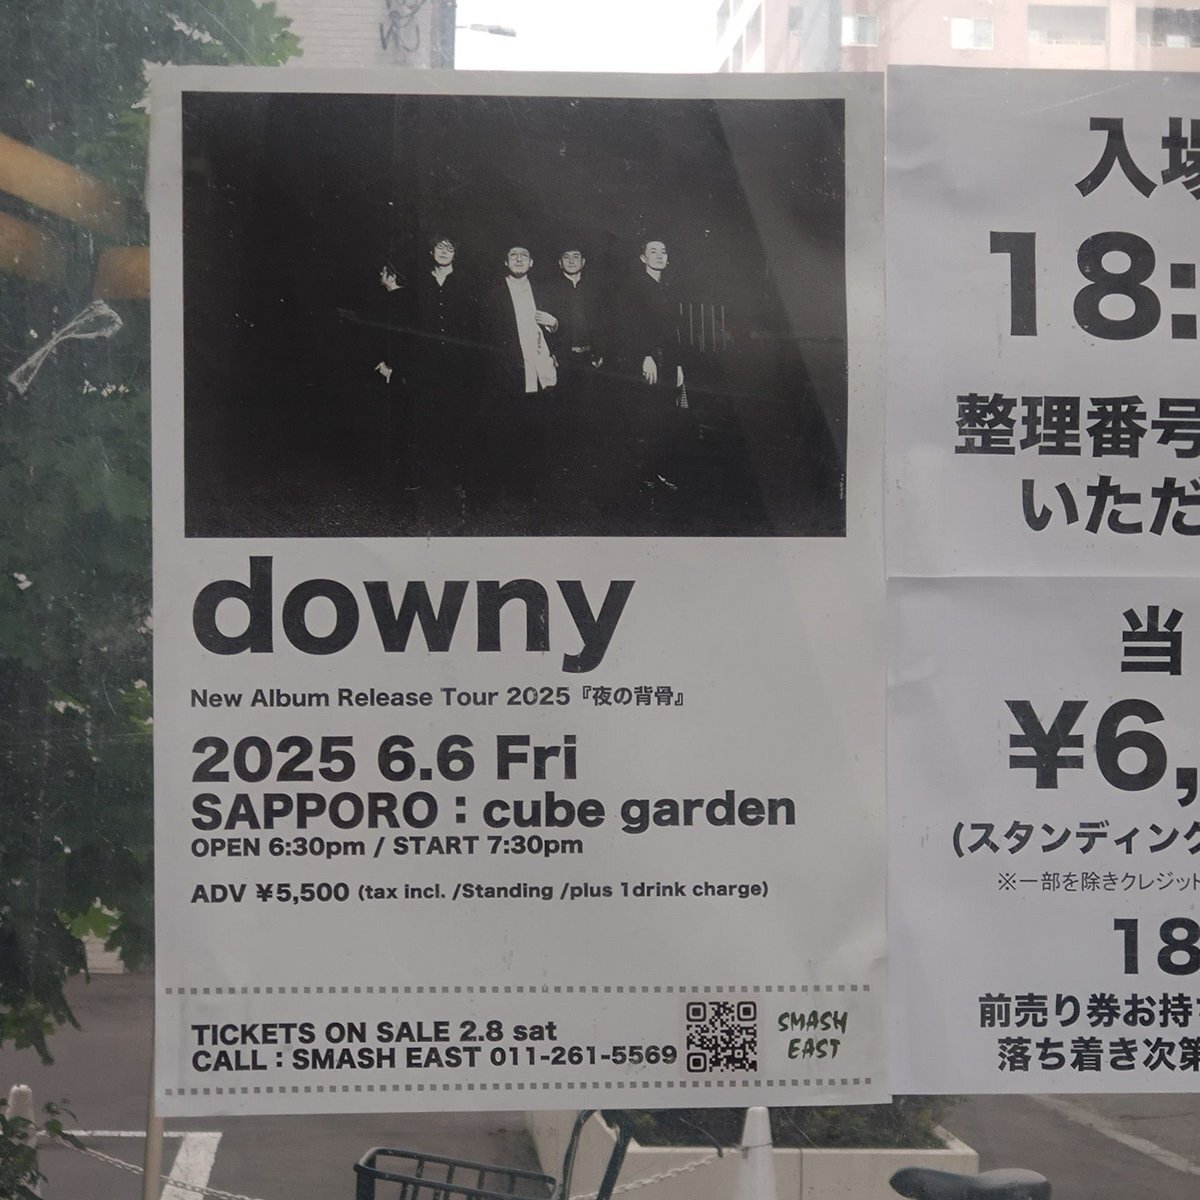 downy
New Album Release Tour 2025『夜の背骨』
2025 6.6 Fri
SAPPORO : cube garden
OPEN 6:30pm / START 7:30pm
ADV ¥5,500 (tax incl. /Standing /plus 1drink charge)
TICKETS ON SALE 2.8 sat
CALL : SMASH EAST 011-261-5569
SMASH
EAST
入場
18:
整理番号
いただ
当
¥6,
(スタンディング
※一部を除きクレジット
18
前売り券お持
落ち着き次第